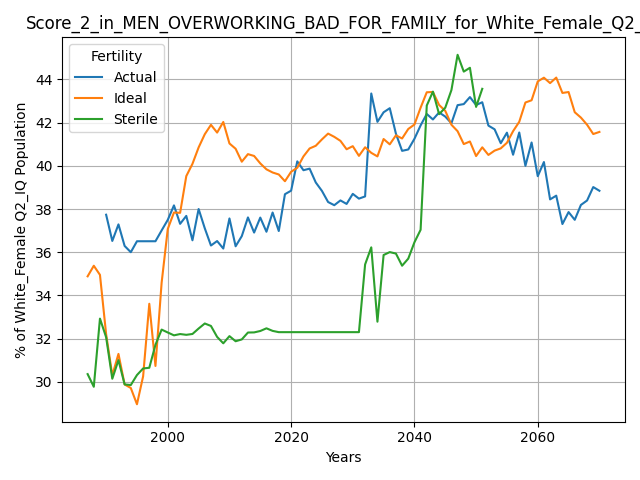 Score_2_in_MEN_OVERWORKING_BAD_FOR_FAMILY_for_White_Female_Q2_
Fertility
Actual
Ideal
Sterile
% of White_Female Q2_IQ Population
44
42
40
38
36
34
32
30
2000 2020 2040 2060
Years